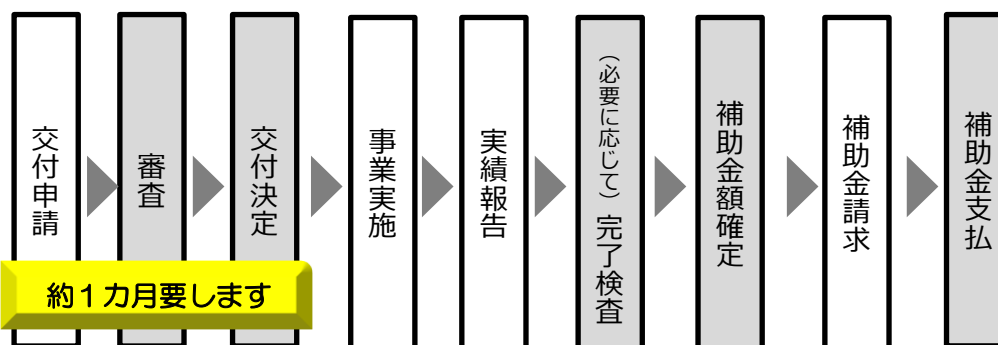 交付申請
審査
交付決定
事業実施
実績報告
（必要に応じて）完了検査
補助金額確定
補助金請求
補助金支払
約１カ月要します